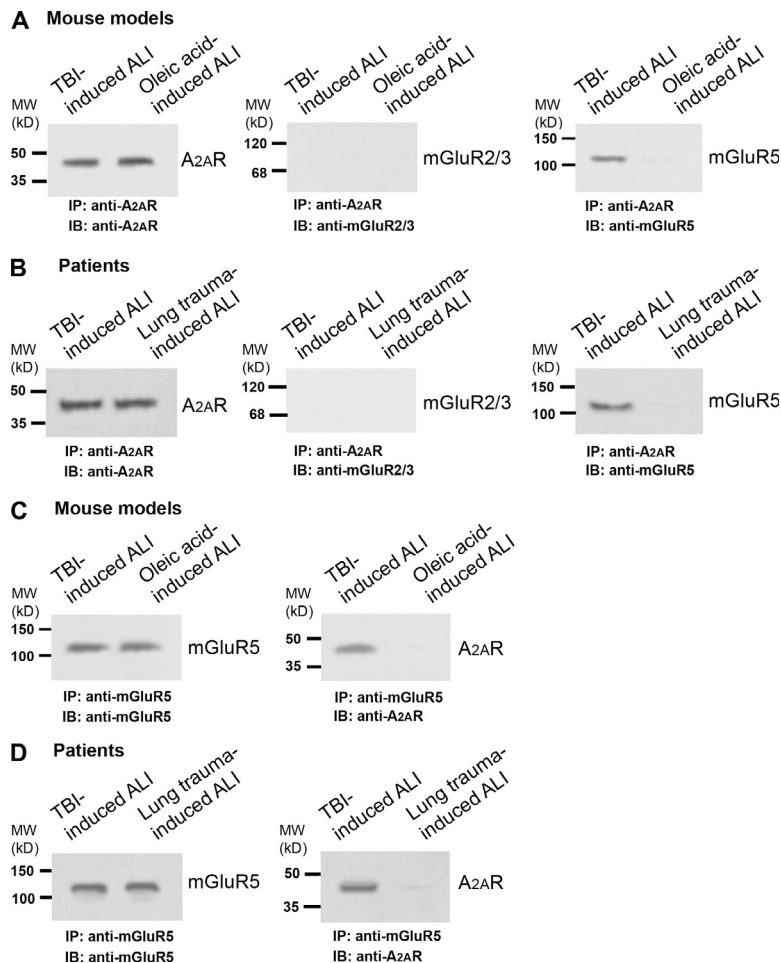 A Mouse models
TBI-
induced ALI
Oleic acid-
induced ALI
MW
(kD)
50
35
A2AR
IP: anti-A2AR
IB: anti-A2AR
TBI-
induced ALI
Oleic acid-
induced ALI
MW
(kD)
120
68
mGluR2/3
IP: anti-A2AR
IB: anti-mGluR2/3
TBI-
induced ALI
Oleic acid-
induced ALI
MW
(kD)
150
100
mGluR5
IP: anti-A2AR
IB: anti-mGluR5
B Patients
TBI-
induced ALI
Lung trauma-
induced ALI
MW
(kD)
50
35
A2AR
IP: anti-A2AR
IB: anti-A2AR
TBI-
induced ALI
Lung trauma-
induced ALI
MW
(kD)
120
68
mGluR2/3
IP: anti-A2AR
IB: anti-mGluR2/3
TBI-
induced ALI
Lung trauma-
induced ALI
MW
(kD)
150
100
mGluR5
IP: anti-A2AR
IB: anti-mGluR5
C Mouse models
TBI-
induced ALI
Oleic acid-
induced ALI
MW
(kD)
150
100
mGluR5
IP: anti-mGluR5
IB: anti-mGluR5
TBI-
induced ALI
Oleic acid-
induced ALI
MW
(kD)
50
35
A2AR
IP: anti-mGluR5
IB: anti-A2AR
D Patients
TBI-
induced ALI
Lung trauma-
induced ALI
MW
(kD)
150
100
mGluR5
IP: anti-mGluR5
IB: anti-mGluR5
TBI-
induced ALI
Lung trauma-
induced ALI
MW
(kD)
50
35
A2AR
IP: anti-mGluR5
IB: anti-A2AR